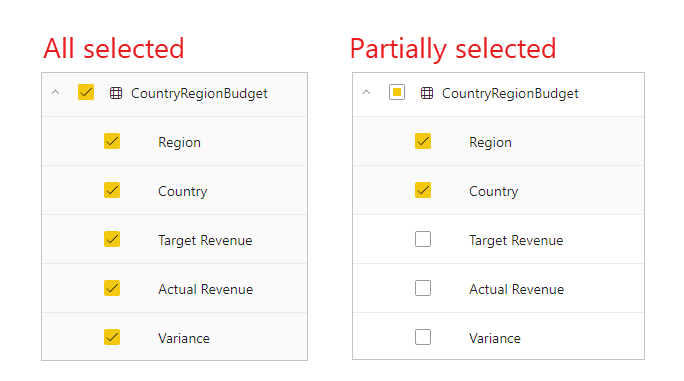 All selected
CountryRegionBudget
Region
Country
Target Revenue
Actual Revenue
Variance
Partially selected
CountryRegionBudget
Region
Country
Target Revenue
Actual Revenue
Variance